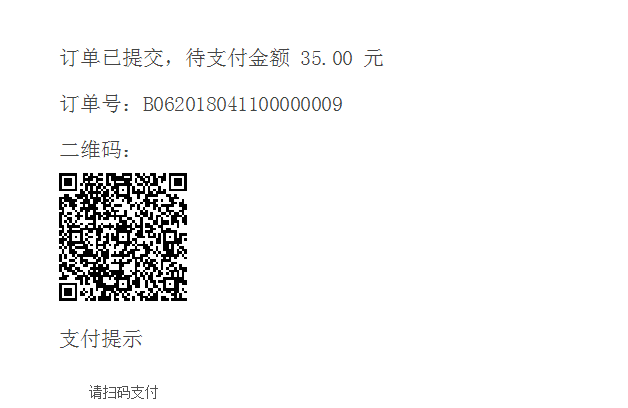 订单已提交，待支付金额 35.00 元
订单号：B062018041100000009
二维码：
支付提示
请扫码支付